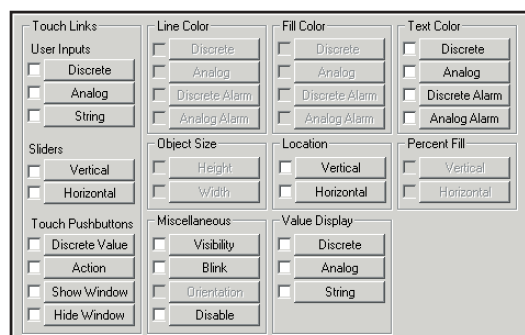 Touch Links
User Inputs
Discrete
Analog
String
Sliders
Vertical
Horizontal
Touch Pushbuttons
Discrete Value
Action
Show Window
Hide Window
Line Color
Discrete
Analog
Discrete Alarm
Analog Alarm
Fill Color
Discrete
Analog
Discrete Alarm
Analog Alarm
Text Color
Discrete
Analog
Discrete Alarm
Analog Alarm
Object Size
Height
Width
Location
Vertical
Horizontal
Percent Fill
Vertical
Horizontal
Miscellaneous
Visibility
Blink
Orientation
Disable
Value Display
Discrete
Analog
String